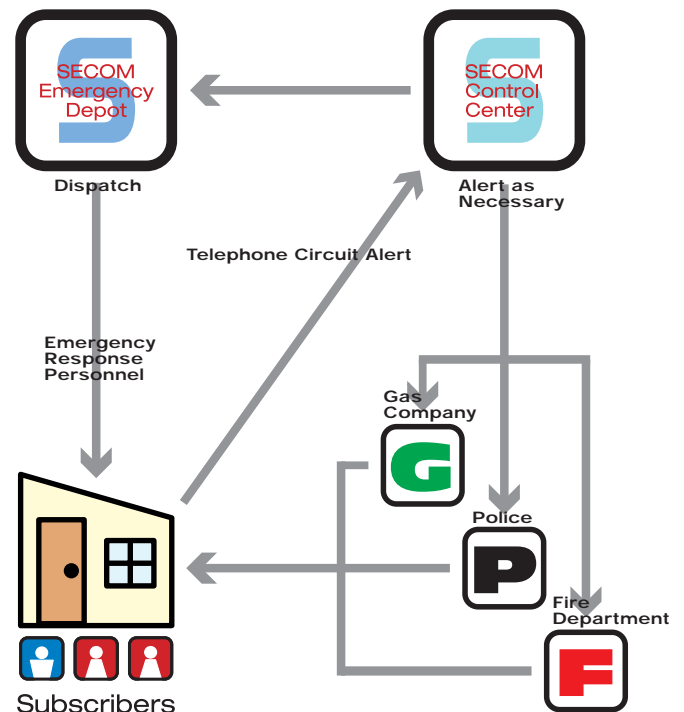 SECOM
Emergency
Depot
SECOM
Control
Center
Dispatch
Alert as
Necessary
Telephone Circuit Alert
Emergency
Response
Personnel
Gas
Company
G
Police
P
Fire
Department
F
Subscribers